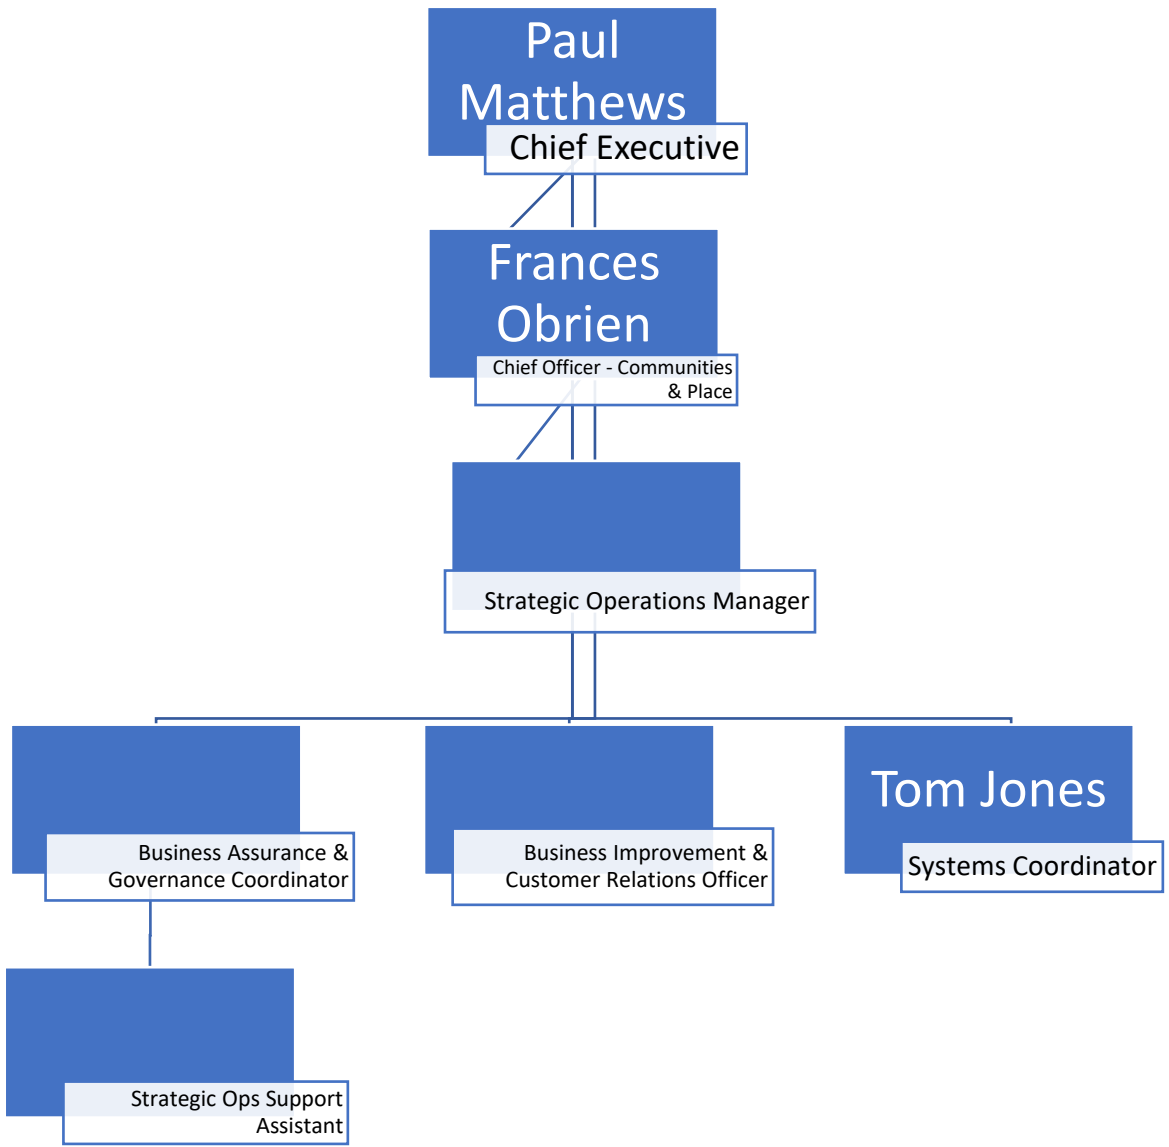 Paul
Matthews
Chief Executive
Frances
Obrien
Chief Officer - Communities
& Place
Strategic Operations Manager
Business Assurance &
Governance Coordinator
Business Improvement &
Customer Relations Officer
Tom Jones
Systems Coordinator
Strategic Ops Support
Assistant